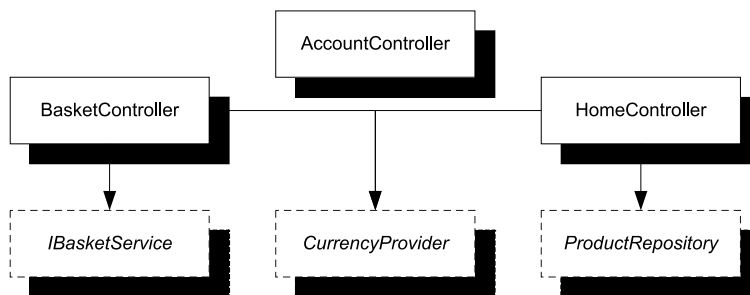 AccountController
BasketController
HomeController
IBasketService
CurrencyProvider
ProductRepository